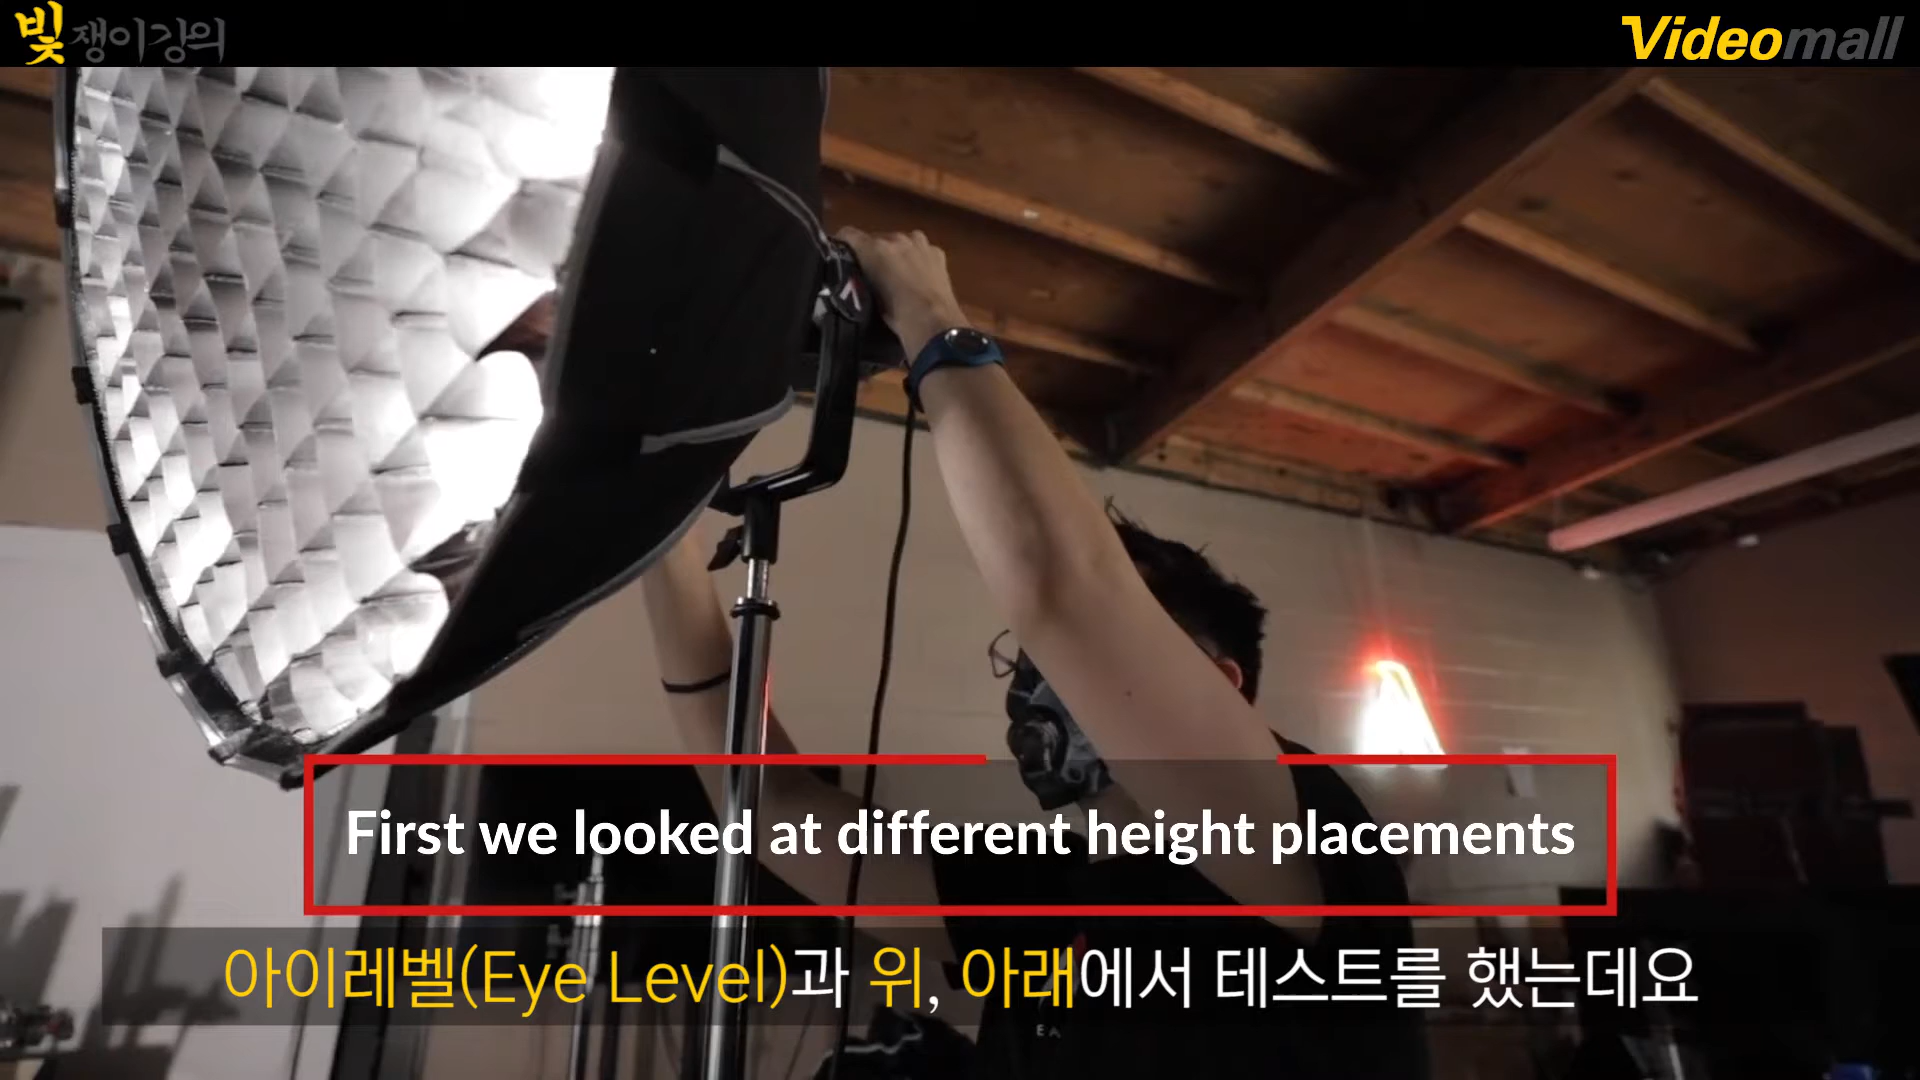 빛쟁이강의
Videomall
First we looked at different height placements
아이레벨(Eye Level)과 위, 아래에서 테스트를 했는데요
EA